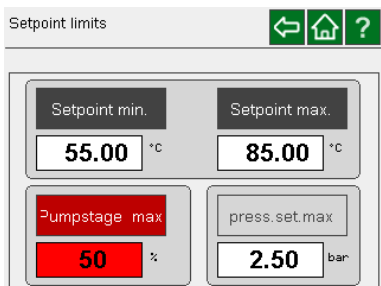 Setpoint limits
?
Setpoint min.
Setpoint max.
55.00 °C
85.00 °C
Pumpstage max
press.set.max
50 %
2.50 bar